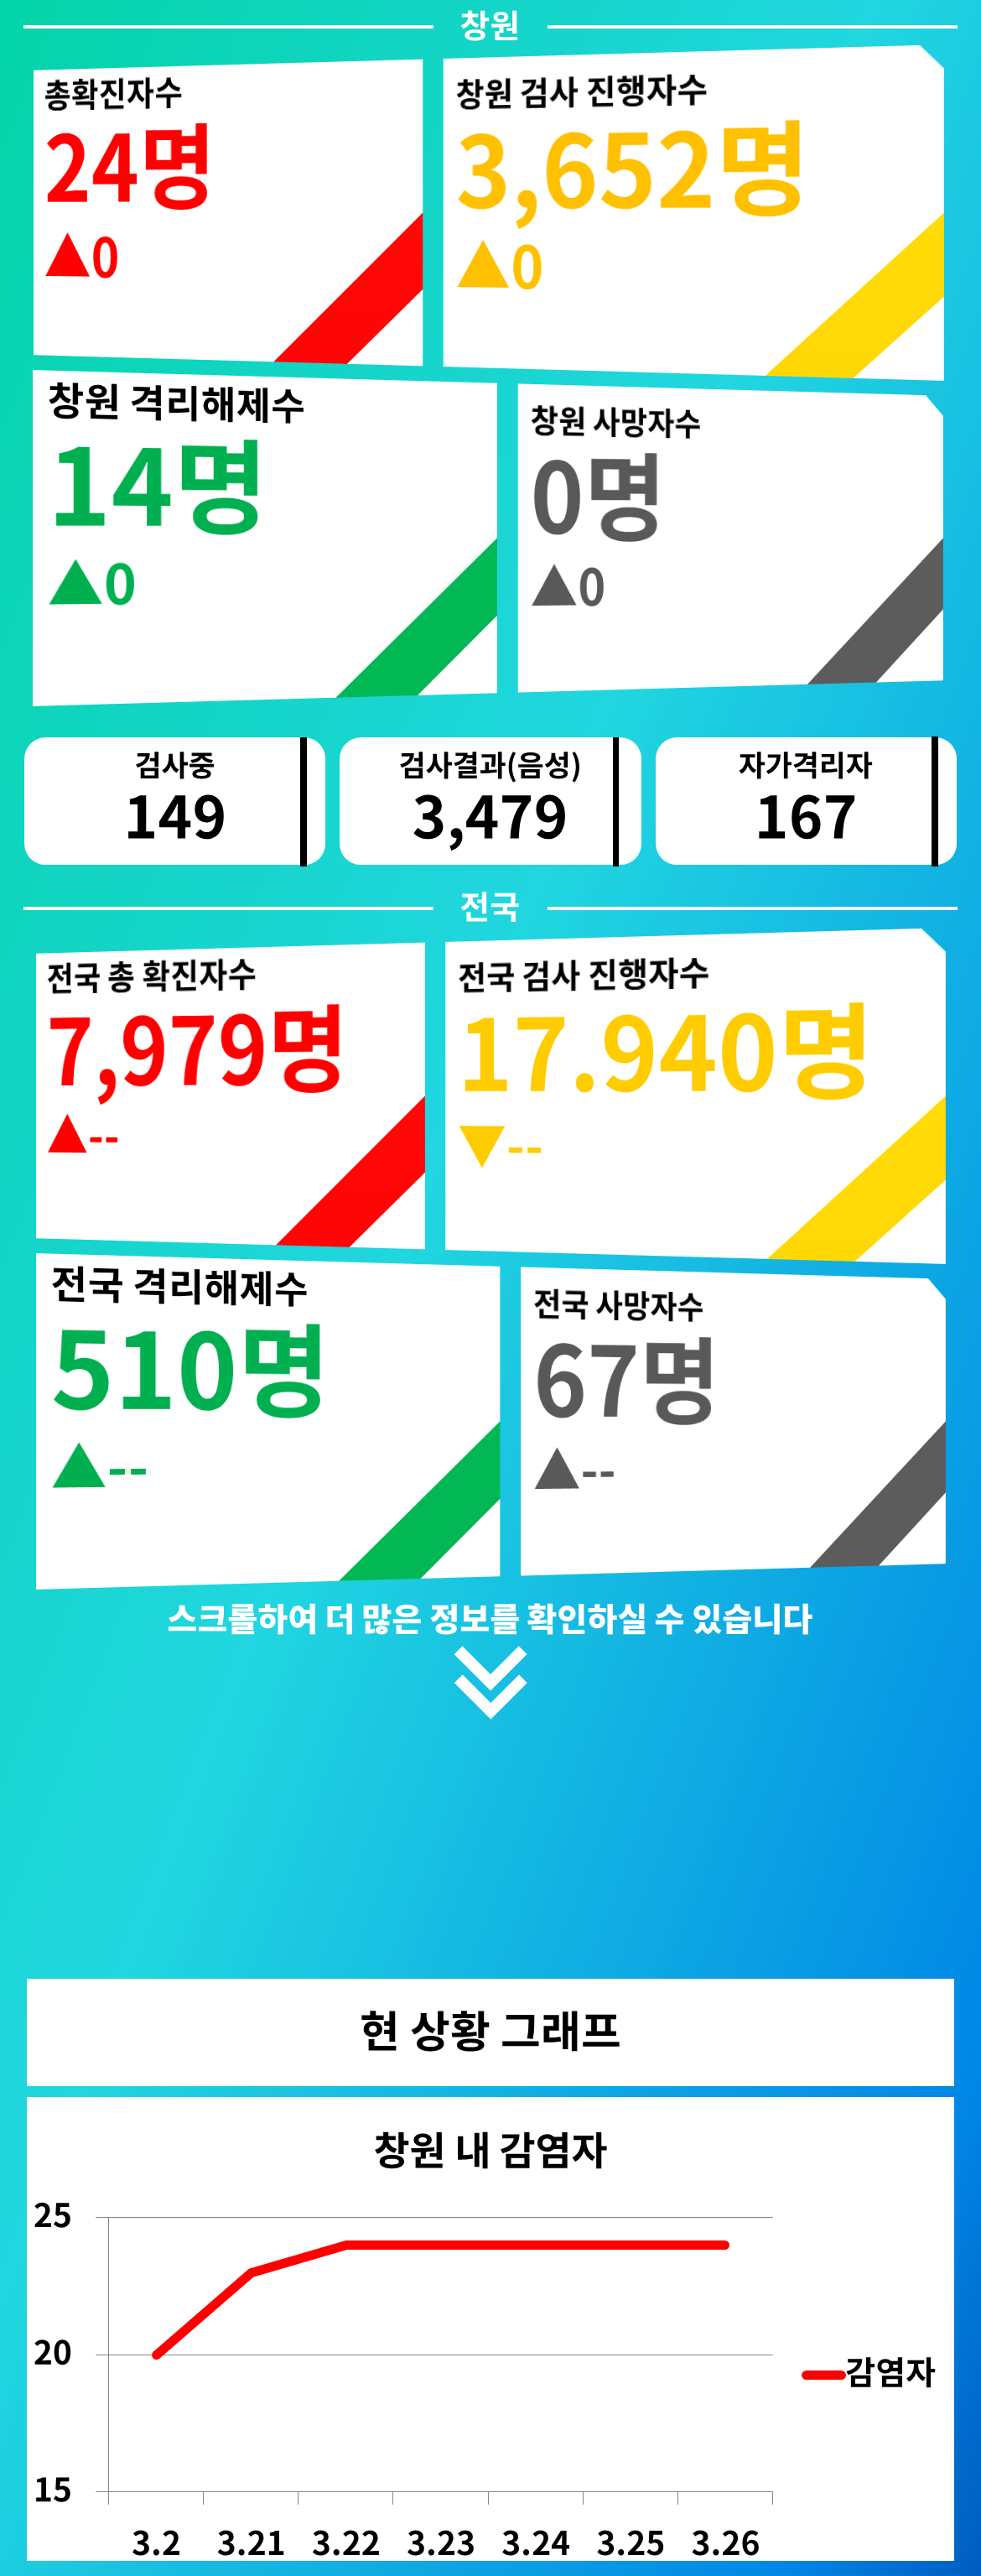 창원
총확진자수
24명
▲0
창원 검사 진행자수
3,652명
▲0
창원 격리해제수
14명
▲0
창원 사망자수
0명
▲0
검사중
149
검사결과(음성)
3,479
자가격리자
167
전국
전국 총 확진자수
7,979명
▲--
전국 검사 진행자수
17.940명
▼--
전국 격리해제수
510명
▲--
전국 사망자수
67명
▲--
스크롤하여 더 많은 정보를 확인하실 수 있습니다
현 상황 그래프
창원 내 감염자
25
20
15
감염자
3.2 3.21 3.22 3.23 3.24 3.25 3.26